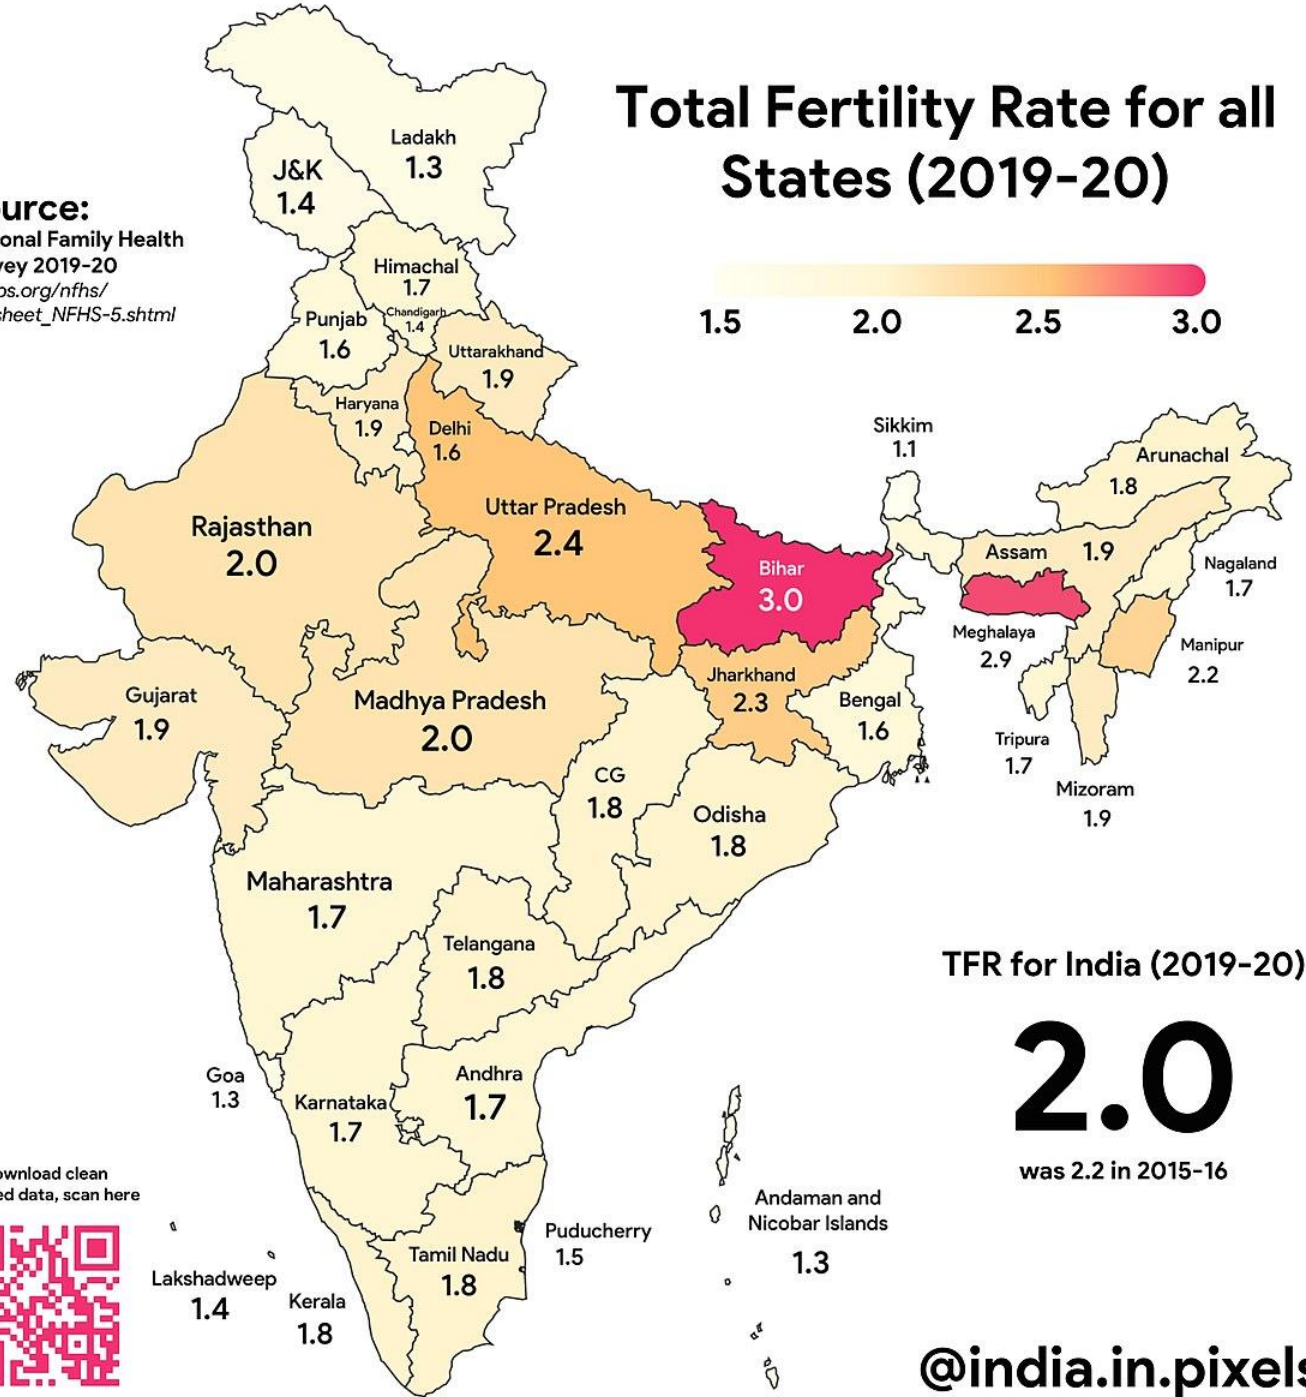 Total Fertility Rate for all
States (2019-20)
1.5 2.0 2.5 3.0
urce:
onal Family Health
vey 2019-20
os.org/nfhs/
sheet_NFHS-5.shtml
Ladakh
1.3
J&K
1.4
Himachal
1.7
Chandigarh
1.4
Punjab
1.6
Uttarakhand
1.9
Haryana
1.9
Delhi
1.6
Sikkim
1.1
Arunachal
1.8
Rajasthan
2.0
Uttar Pradesh
2.4
Bihar
3.0
Assam 1.9
Nagaland
1.7
Meghalaya
2.9
Manipur
2.2
Gujarat
1.9
Madhya Pradesh
2.0
Jharkhand
2.3
Bengal
1.6
Tripura
1.7
Mizoram
1.9
CG
1.8
Odisha
1.8
Maharashtra
1.7
Telangana
1.8
TFR for India (2019-20)
2.0
was 2.2 in 2015-16
Goa
1.3
Karnataka
1.7
Andhra
1.7
ownload clean
ed data, scan here
Andaman and
Nicobar Islands
1.3
Puducherry
1.5
Lakshadweep
1.4
Kerala
1.8
Tamil Nadu
1.8
@india.in.pixels